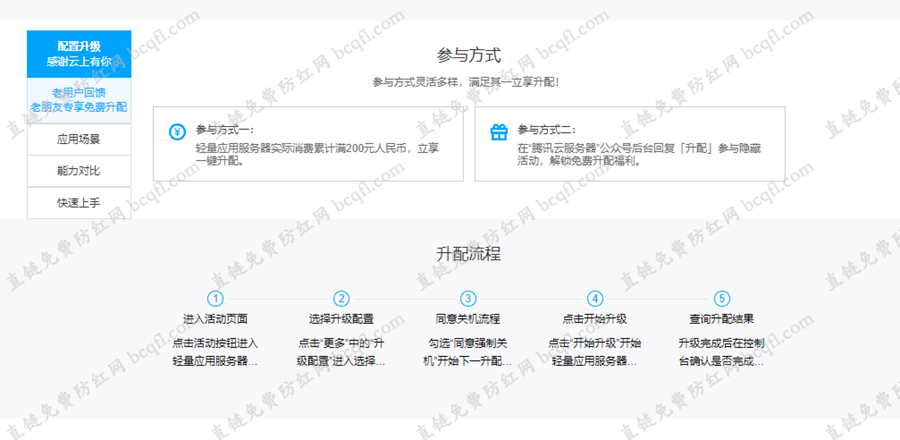 配置升级
感谢云上有你
老用户回馈
老朋友专享免费升配
应用场景
能力对比
快速上手
参与方式
参与方式灵活多样，满足其一立享升配！
参与方式一：
轻量应用服务器实际消费累计满200元人民币，立享
一键升配。
参与方式二：
在“腾讯云服务器”公众号后台回复「升配」参与隐藏
活动，解锁免费升配福利。
升配流程
1
进入活动页面
点击活动按钮进入
轻量应用服务器...
2
选择升级配置
点击“更多”中的“升
级配置”进入选择...
3
同意关机流程
勾选“同意强制关
机”开始下一升配...
4
点击开始升级
点击“开始升级”开始
轻量应用服务器...
5
查询升配结果
升级完成后在控制
台确认是否完成...
直链免费防红网 bcqfl.com